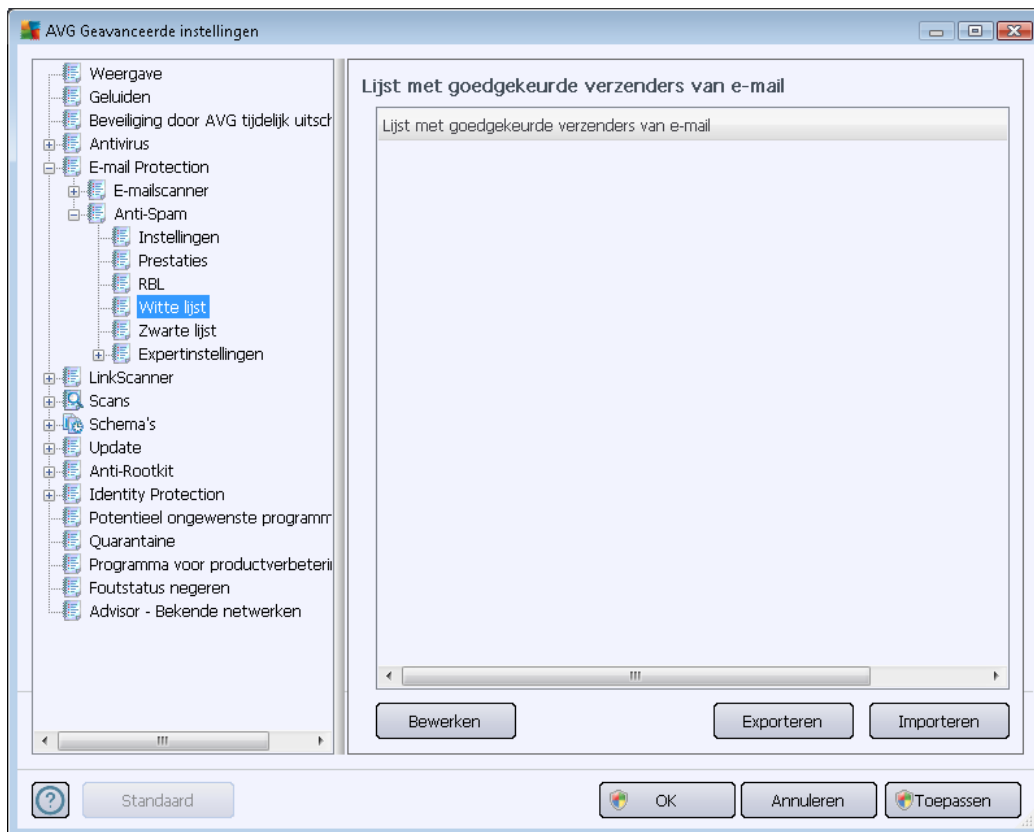 AVG Geavanceerde instellingen
Weergave
Geluiden
Beveiliging door AVG tijdelijk uitsch
Antivirus
E-mail Protection
E-mailscanner
Anti-Spam
Instellingen
Prestaties
RBL
Witte lijst
Zwarte lijst
Expertinstellingen
LinkScanner
Scans
Schema's
Update
Anti-Rootkit
Identity Protection
Potentieel ongewenste programm
Quarantaine
Programma voor productverbeteri
Foutstatus negeren
Advisor - Bekende netwerken
Lijst met goedgekeurde verzenders van e-mail
Lijst met goedgekeurde verzenders van e-mail
Bewerken
Exporteren
Importeren
Standaard
OK
Annuleren
Toepassen